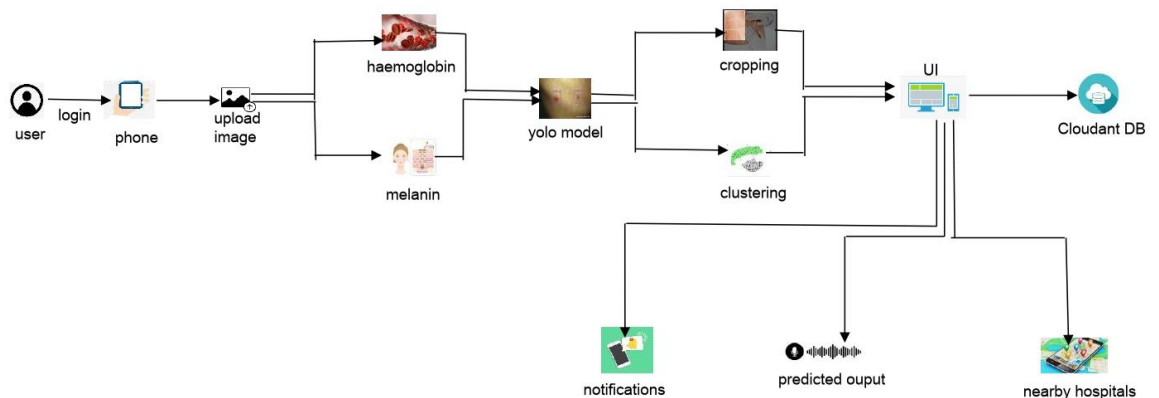 haemoglobin
cropping
UI
login
user
phone
upload
image
yolo model
Cloudant DB
melanin
clustering
notifications
predicted ouput
nearby hospitals